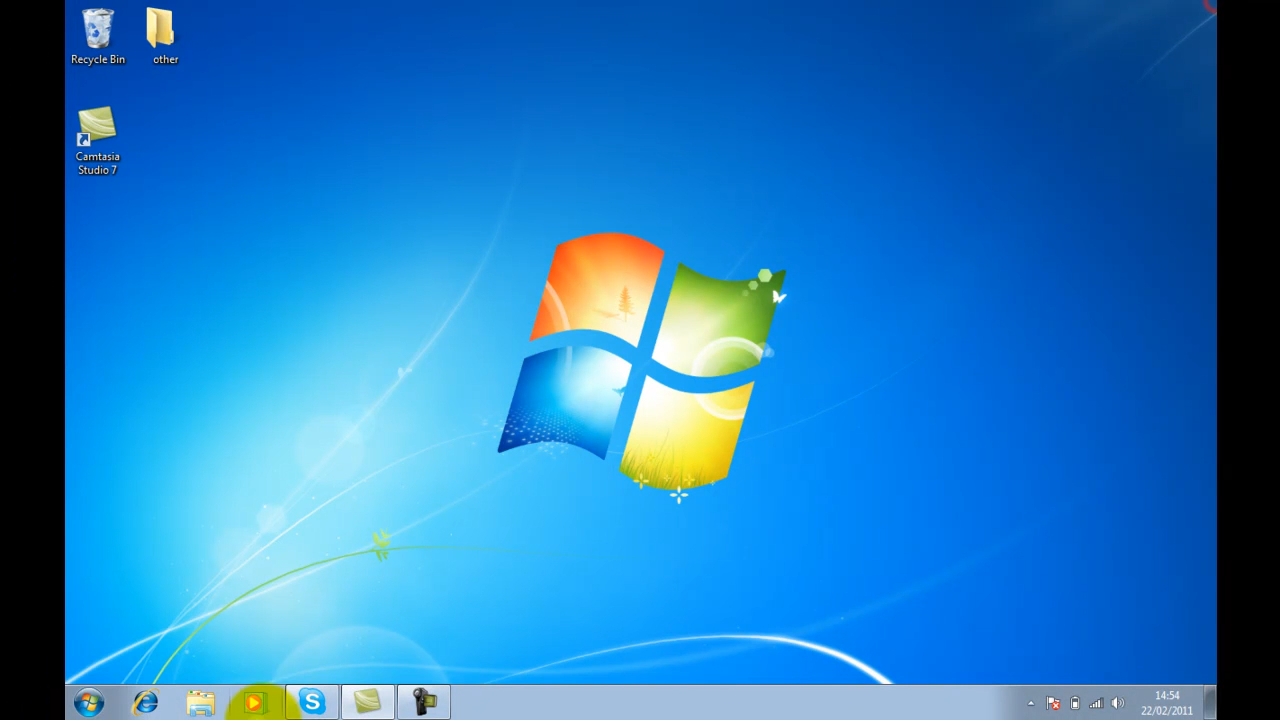 Recycle Bin
other
Camtasia
Studio 7
14:54
22/02/2011